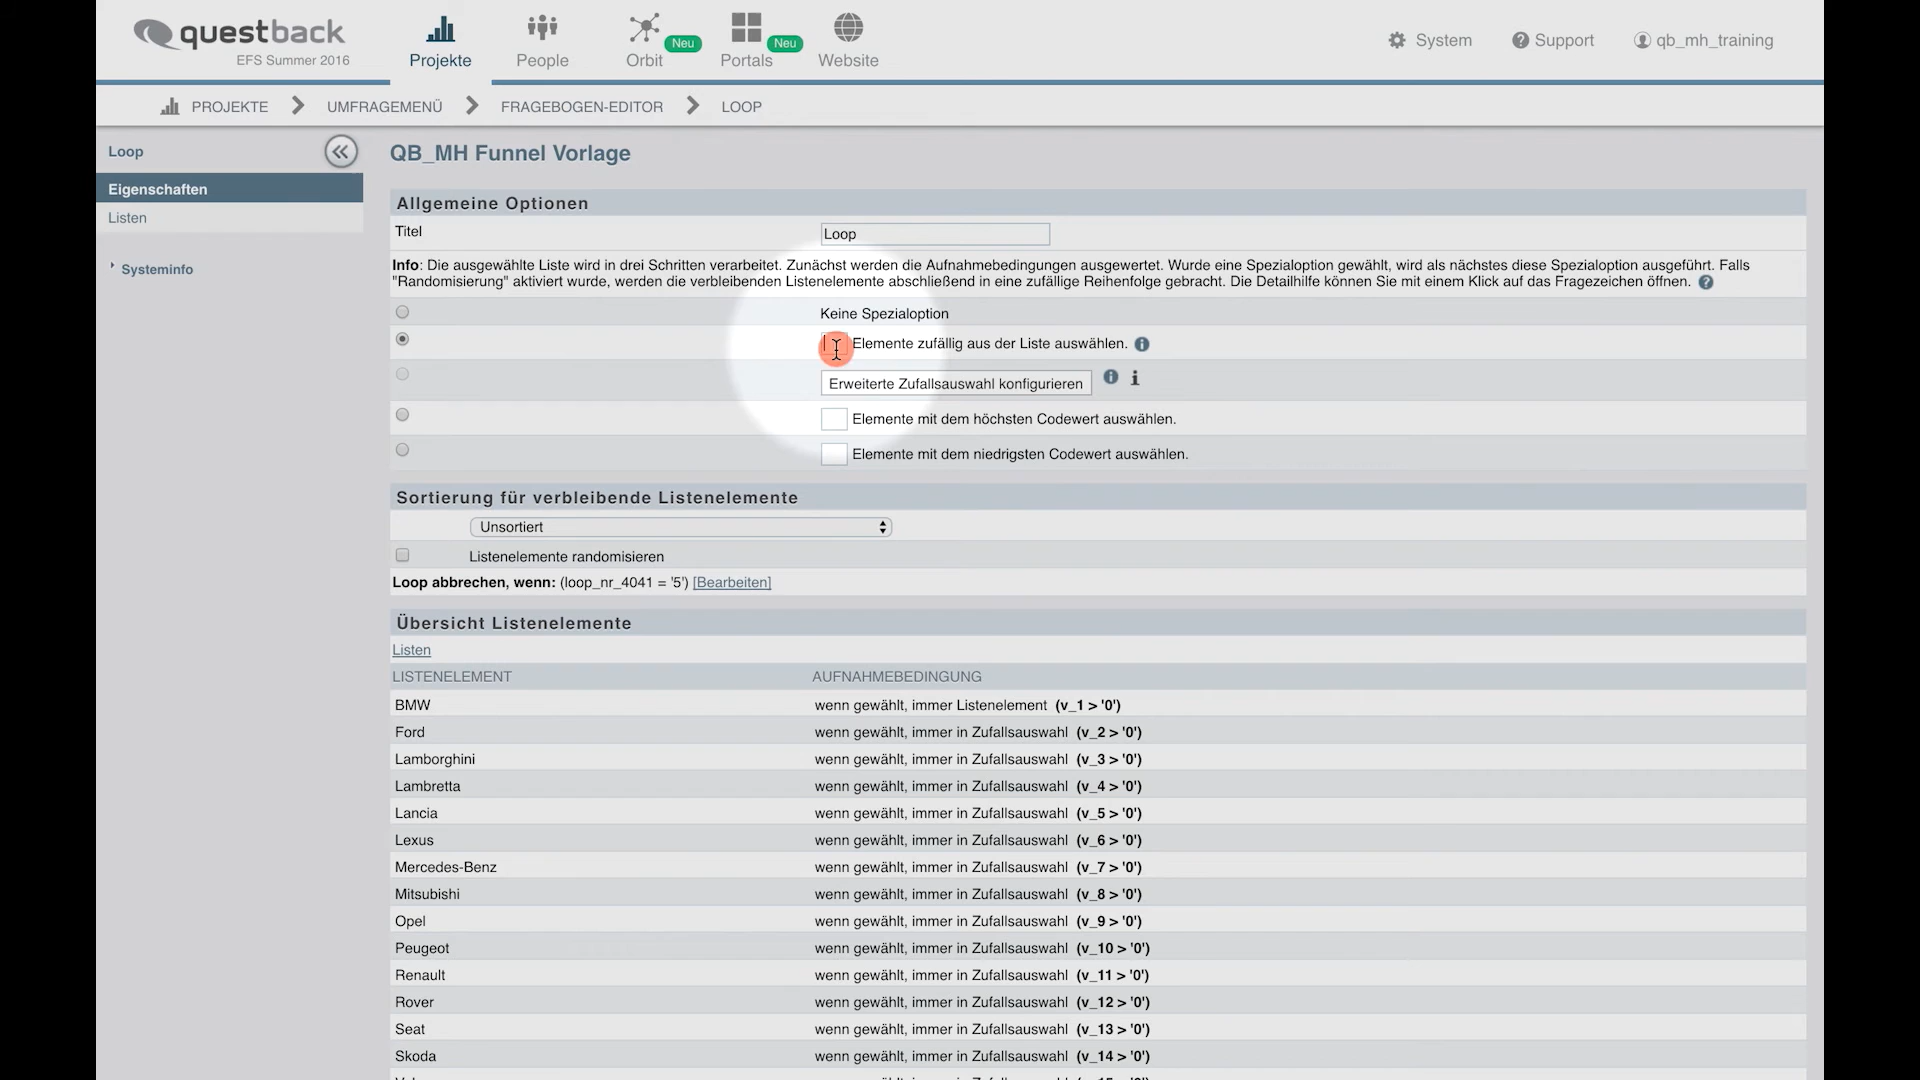 questback
EFS Summer 2016
Projekte
People
Orbit
Neu
Portals
Neu
Website
System
Support
qb_mh_training
PROJEKTE
UMFRAGEMENÜ
FRAGEBOGEN-EDITOR
LOOP
Loop
Eigenschaften
Listen
Systeminfo
QB_MH Funnel Vorlage
Allgemeine Optionen
Titel
Loop
Info: Die ausgewählte Liste wird in drei Schritten verarbeitet. Zunächst werden die Aufnahmebedingungen ausgewertet. Wurde eine Spezialoption gewählt, wird als nächstes diese Spezialoption ausgeführt. Falls
"Randomisierung" aktiviert wurde, werden die verbleibenden Listenelemente abschließend in eine zufällige Reihenfolge gebracht. Die Detailhilfe können Sie mit einem Klick auf das Fragezeichen öffnen.
Keine Spezialoption
Elemente zufällig aus der Liste auswählen.
Erweiterte Zufallsauswahl konfigurieren
Elemente mit dem höchsten Codewert auswählen.
Elemente mit dem niedrigsten Codewert auswählen.
Sortierung für verbleibende Listenelemente
Unsortiert
Listenelemente randomisieren
Loop abbrechen, wenn: (loop_nr_4041 = '5') [Bearbeiten]
Übersicht Listenelemente
Listen
LISTENELEMENT AUFNAHMEBEDINGUNG
BMW wenn gewählt, immer Listenelement (v_1 > '0')
Ford wenn gewählt, immer in Zufallsauswahl (v_2 > '0')
Lamborghini wenn gewählt, immer in Zufallsauswahl (v_3 > '0')
Lambretta wenn gewählt, immer in Zufallsauswahl (v_4 > '0')
Lancia wenn gewählt, immer in Zufallsauswahl (v_5 > '0')
Lexus wenn gewählt, immer in Zufallsauswahl (v_6 > '0')
Mercedes-Benz wenn gewählt, immer in Zufallsauswahl (v_7 > '0')
Mitsubishi wenn gewählt, immer in Zufallsauswahl (v_8 > '0')
Opel wenn gewählt, immer in Zufallsauswahl (v_9 > '0')
Peugeot wenn gewählt, immer in Zufallsauswahl (v_10 > '0')
Renault wenn gewählt, immer in Zufallsauswahl (v_11 > '0')
Rover wenn gewählt, immer in Zufallsauswahl (v_12 > '0')
Seat wenn gewählt, immer in Zufallsauswahl (v_13 > '0')
Skoda wenn gewählt, immer in Zufallsauswahl (v_14 > '0')